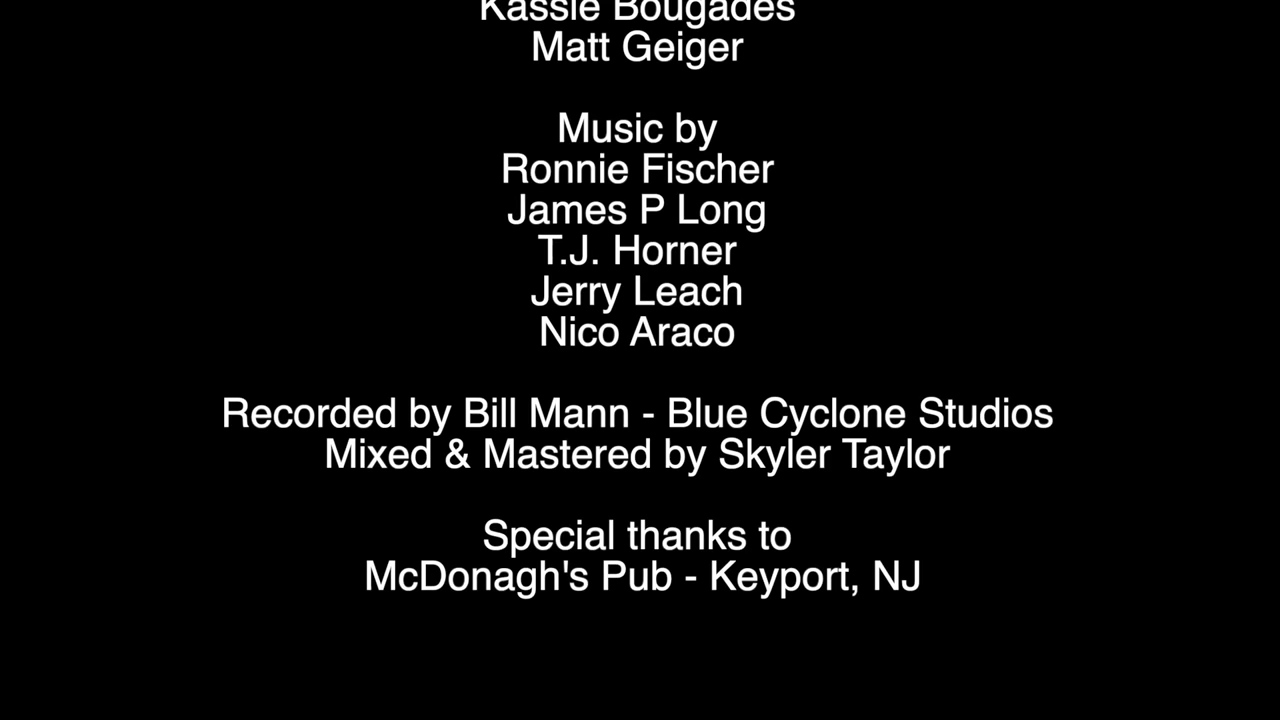 Kassie Bougades
Matt Geiger
Music by
Ronnie Fischer
James P Long
T.J. Horner
Jerry Leach
Nico Araco
Recorded by Bill Mann - Blue Cyclone Studios
Mixed & Mastered by Skyler Taylor
Special thanks to
McDonagh's Pub - Keyport, NJ